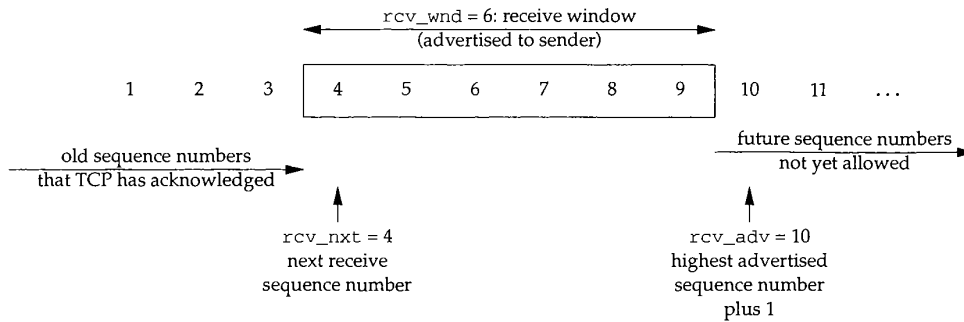 rcv_wnd = 6: receive window
(advertised to sender)
1 2 3 4 5 6 7 8 9 10 11 ...
old sequence numbers
that TCP has acknowledged
future sequence numbers
not yet allowed
rcv_nxt = 4
next receive
sequence number
rcv_adv = 10
highest advertised
sequence number
plus 1